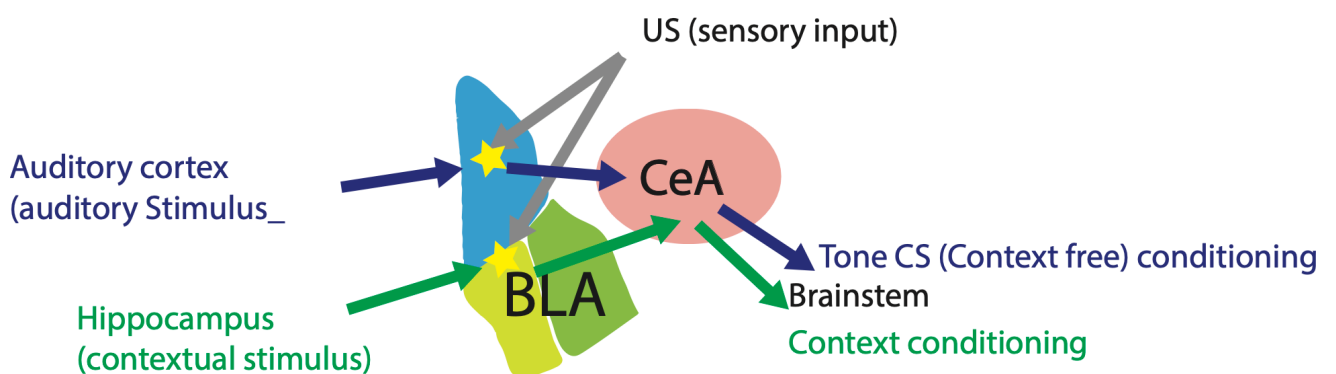 US (sensory input)
Auditory cortex
(auditory Stimulus_
CeA
Tone CS (Context free) conditioning
Brainstem
BLA
Hippocampus
(contextual stimulus)
Context conditioning